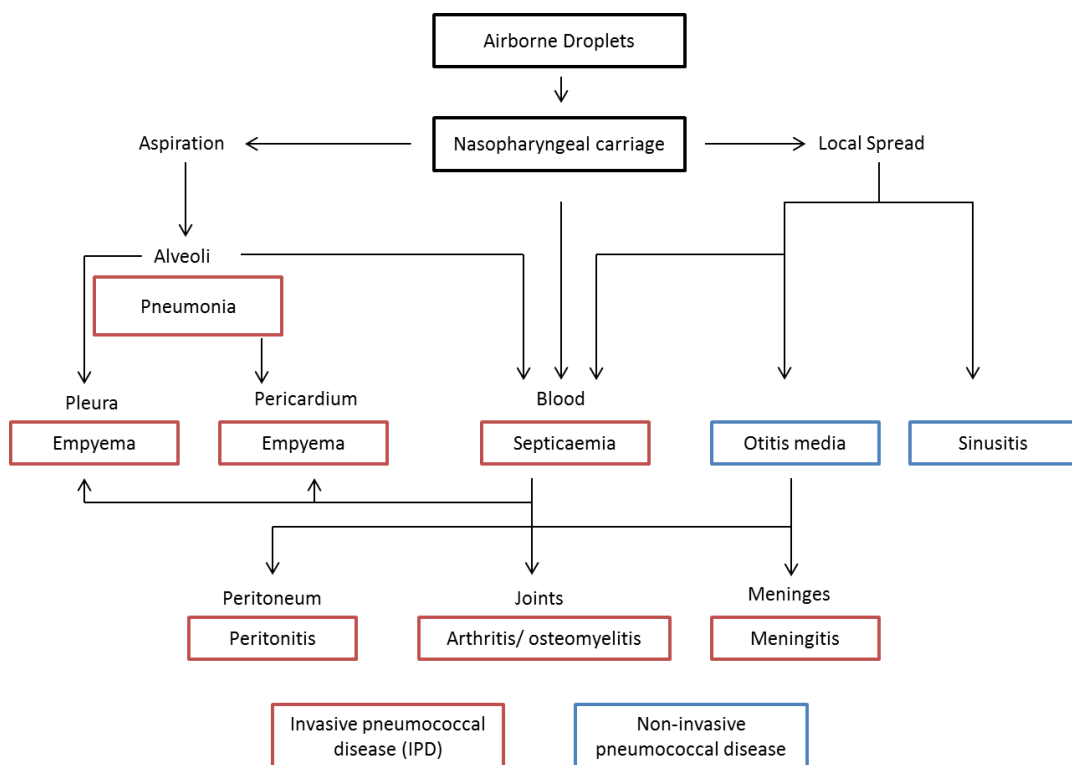 Airborne Droplets
Aspiration
Nasopharyngeal carriage
Local Spread
Alveoli
Pneumonia
Pleura
Pericardium
Blood
Empyema
Empyema
Septicaemia
Otitis media
Sinusitis
Peritoneum
Joints
Meninges
Peritonitis
Arthritis/ osteomyelitis
Meningitis
Invasive pneumococcal
disease (IPD)
Non-invasive
pneumococcal disease